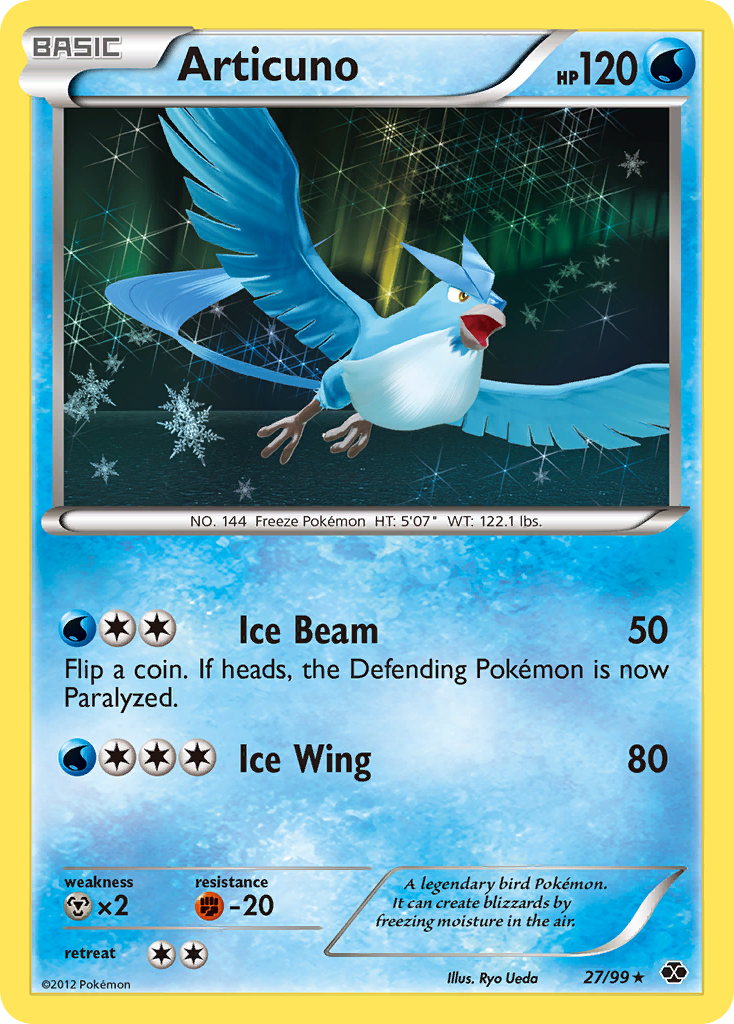 BASIC
Articuno
HP120
NO. 144 Freeze Pokémon HT: 5'07" WT: 122.1 lbs.
Ice Beam 50
Flip a coin. If heads, the Defending Pokémon is now
Paralyzed.
Ice Wing 80
weakness
×2
resistance
-20
retreat
A legendary bird Pokémon.
It can create blizzards by
freezing moisture in the air.
©2012 Pokémon
Illus. Ryo Ueda
27/99 ★